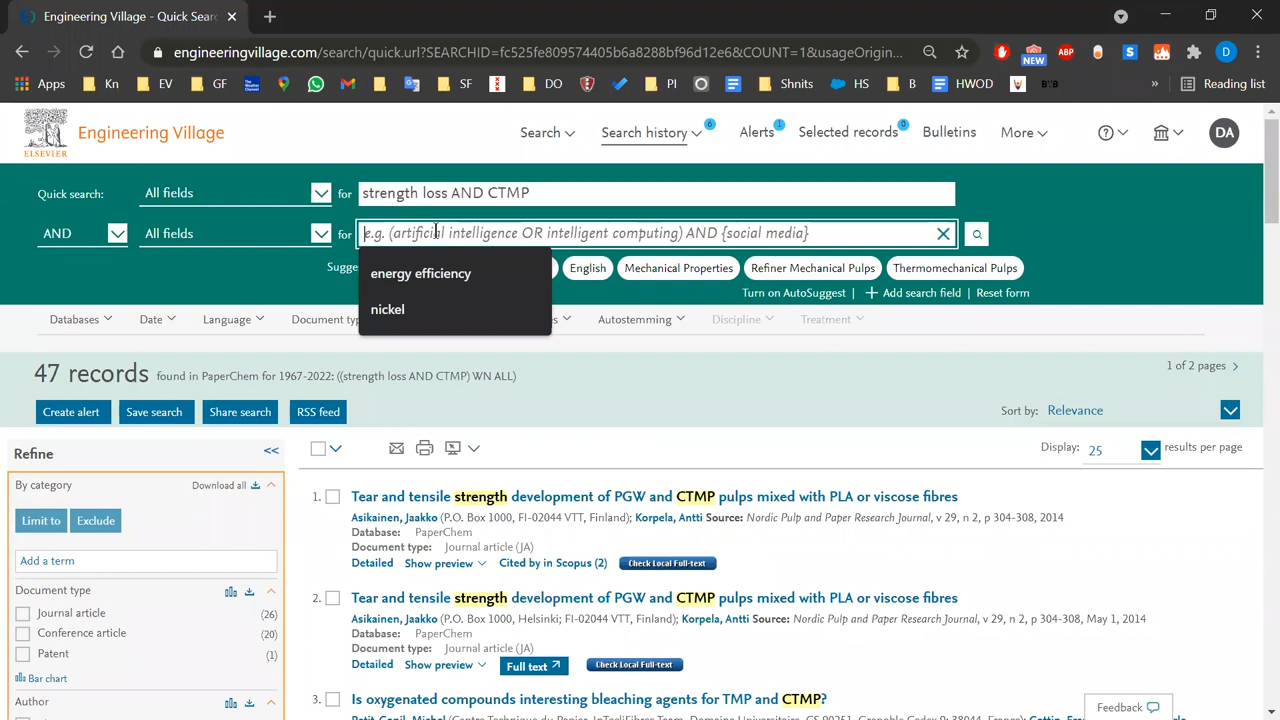 Engineering Village - Quick Sear
engineeringvillage.com/search/quick.url?SEARCHID=fc525fe809574405b6a8288bf96d12e6&COUNT=1&usageOrigin...
ABP
S
NEW
D
Apps
Kn
EV
GF
SF
DO
PI
Shnits
HS
B
HWOD
»
Reading list
ELSEVIER
Engineering Village
Search
Search history
6
Alerts
1
Selected records
0
Bulletins
More
?
DA
Quick search:
All fields
for
strength loss AND CTMP
AND
All fields
for
e.g. (artificial intelligence OR intelligent computing) AND {social media}
energy efficiency
nickel
Sugge
English
Mechanical Properties
Refiner Mechanical Pulps
Thermomechanical Pulps
Turn on AutoSuggest |
Add search field |
Reset form
Databases
Date
Language
Document typ
es
Autostemming
Discipline
Treatment
47 records found in PaperChem for 1967-2022: ((strength loss AND CTMP) WN ALL)
1 of 2 pages
Create alert
Save search
Share search
RSS feed
Sort by:
Relevance
Refine
<<
Display:
25
results per page
By category
Download all
Limit to
Exclude
Add a term
Document type
Journal article
(26)
Conference article
(20)
Patent
(1)
Bar chart
Author
1.
Tear and tensile strength development of PGW and CTMP pulps mixed with PLA or viscose fibres
Asikainen, Jaakko (P.O. Box 1000, FI-02044 VTT, Finland); Korpela, Antti Source: Nordic Pulp and Paper Research Journal, v 29, n 2, p 304-308, 2014
Database: PaperChem
Document type: Journal article (JA)
Detailed
Show preview
Cited by in Scopus (2)
Check Local Full-text
2.
Tear and tensile strength development of PGW and CTMP pulps mixed with PLA or viscose fibres
Asikainen, Jaakko (P.O. Box 1000, Helsinki; FI-02044 VTT, Finland); Korpela, Antti Source: Nordic Pulp and Paper Research Journal, v 29, n 2, p 304-308, May 1, 2014
Database: PaperChem
Document type: Journal article (JA)
Detailed
Show preview
Full text
Check Local Full-text
3.
Is oxygenated compounds interesting bleaching agents for TMP and CTMP?
Feedback